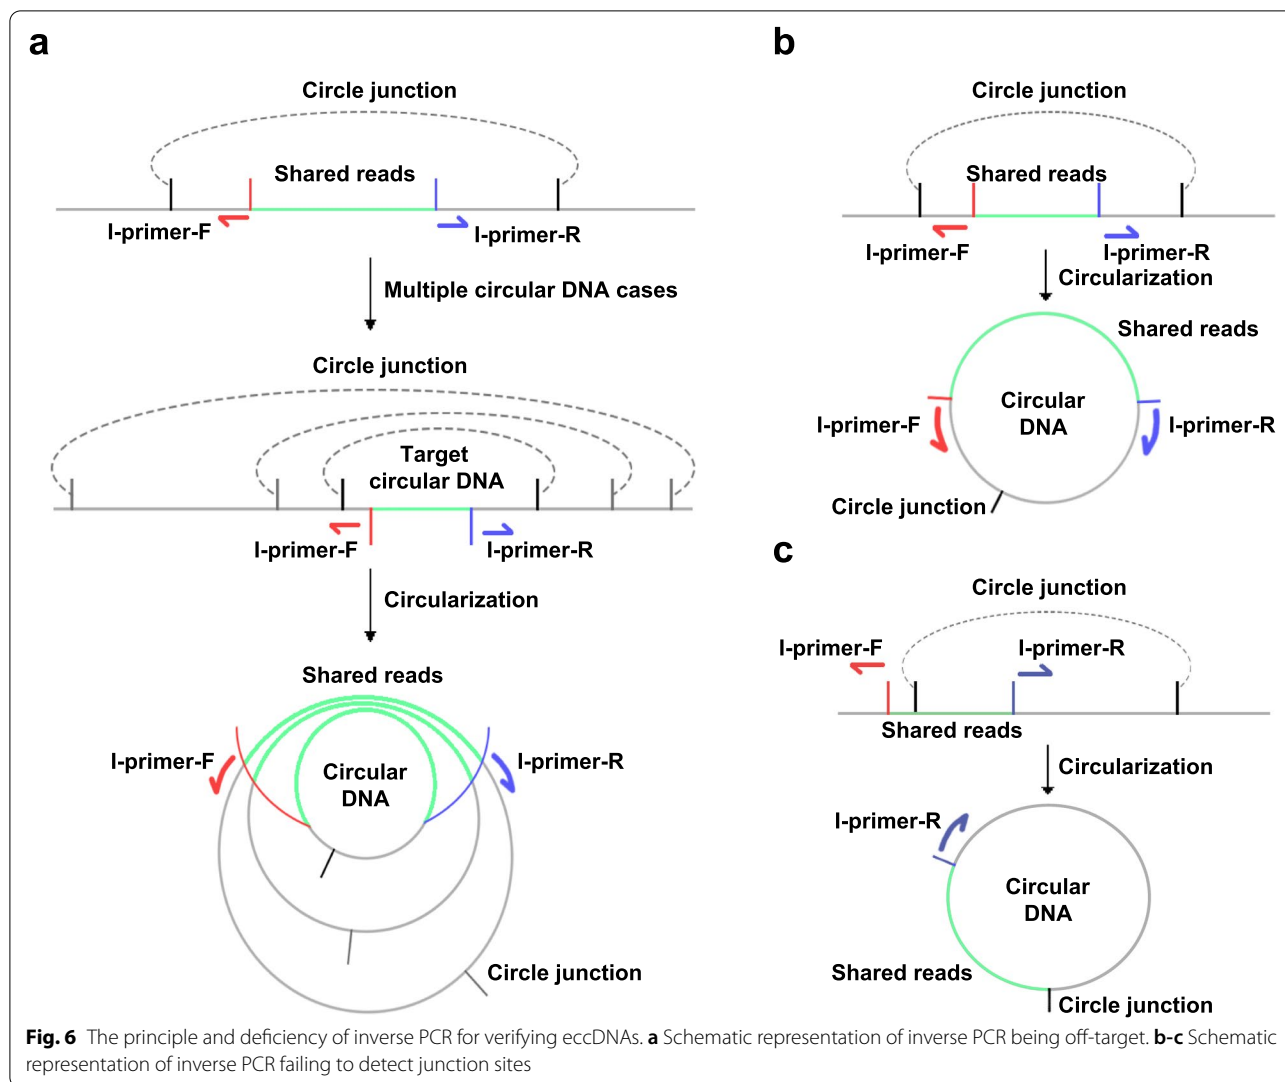 a
Circle junction
Shared reads
I-primer-F
I-primer-R
Multiple circular DNA cases
Circle junction
Target
circular DNA
I-primer-F
I-primer-R
Circularization
Shared reads
I-primer-F
I-primer-R
Circular
DNA
Circle junction
b
Circle junction
Shared reads
I-primer-F
I-primer-R
Circularization
Shared reads
Circular
DNA
I-primer-F
I-primer-R
Circle junction
c
Circle junction
I-primer-F
I-primer-R
Shared reads
Circularization
I-primer-R
Circular
DNA
Shared reads
Circle junction
Fig. 6 The principle and deficiency of inverse PCR for verifying eccDNAs. a Schematic representation of inverse PCR being off-target. b-c Schematic
representation of inverse PCR failing to detect junction sites